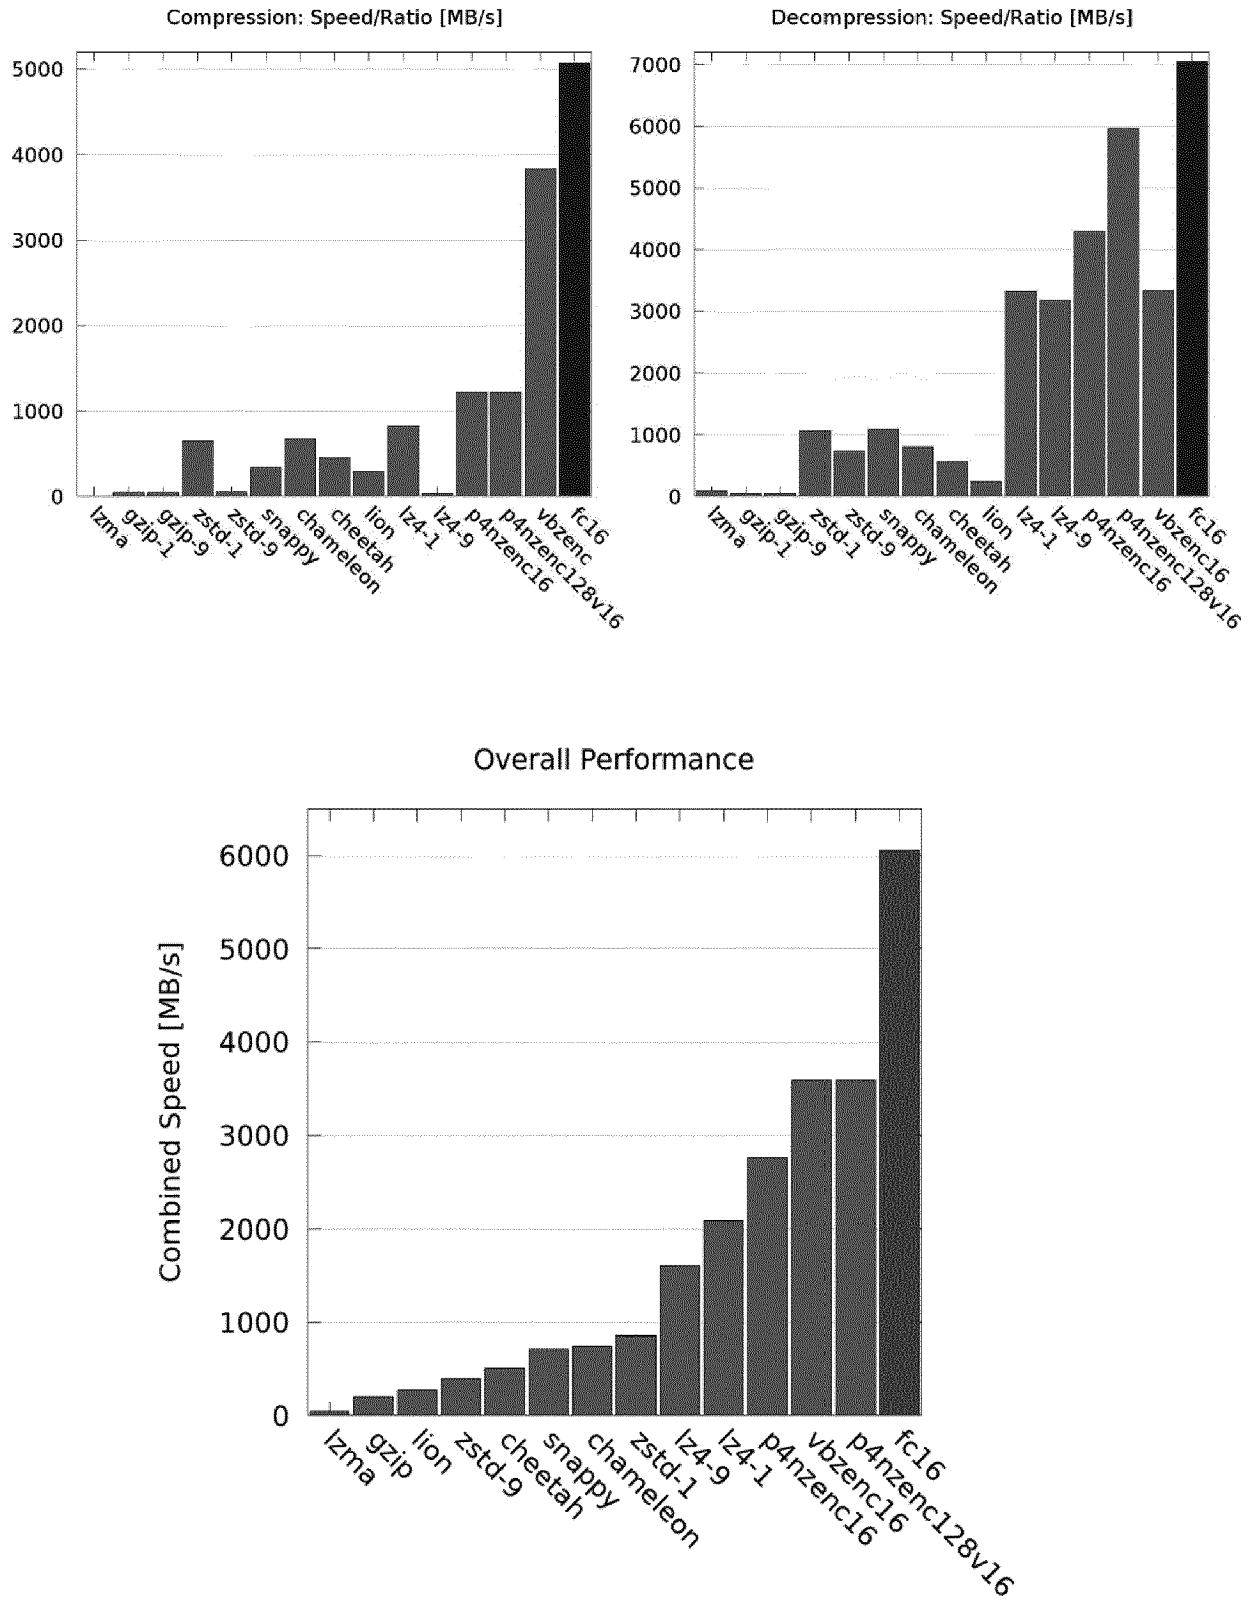 Compression: Speed/Ratio [MB/s]
5000
4000
3000
2000
1000
0
lzma
gzip-1
gzip-9
zstd-1
zstd-9
snappy
chameleon
cheetah
lion
lz4-1
lz4-9
p4nzenc16
p4nzenc128v16
vbzenc
fc16
Decompression: Speed/Ratio [MB/s]
7000
6000
5000
4000
3000
2000
1000
0
lzma
gzip-1
gzip-9
zstd-1
zstd-9
snappy
chameleon
cheetah
lion
lz4-1
lz4-9
p4nzenc16
p4nzenc128v16
vbzenc16
fc16
Overall Performance
Combined Speed [MB/s]
6000
5000
4000
3000
2000
1000
0
lzma
gzip
lion
zstd-9
cheetah
snappy
chameleon
zstd-1
lz4-9
lz4-1
p4nzenc16
vbzenc16
p4nzenc128v16
fc16